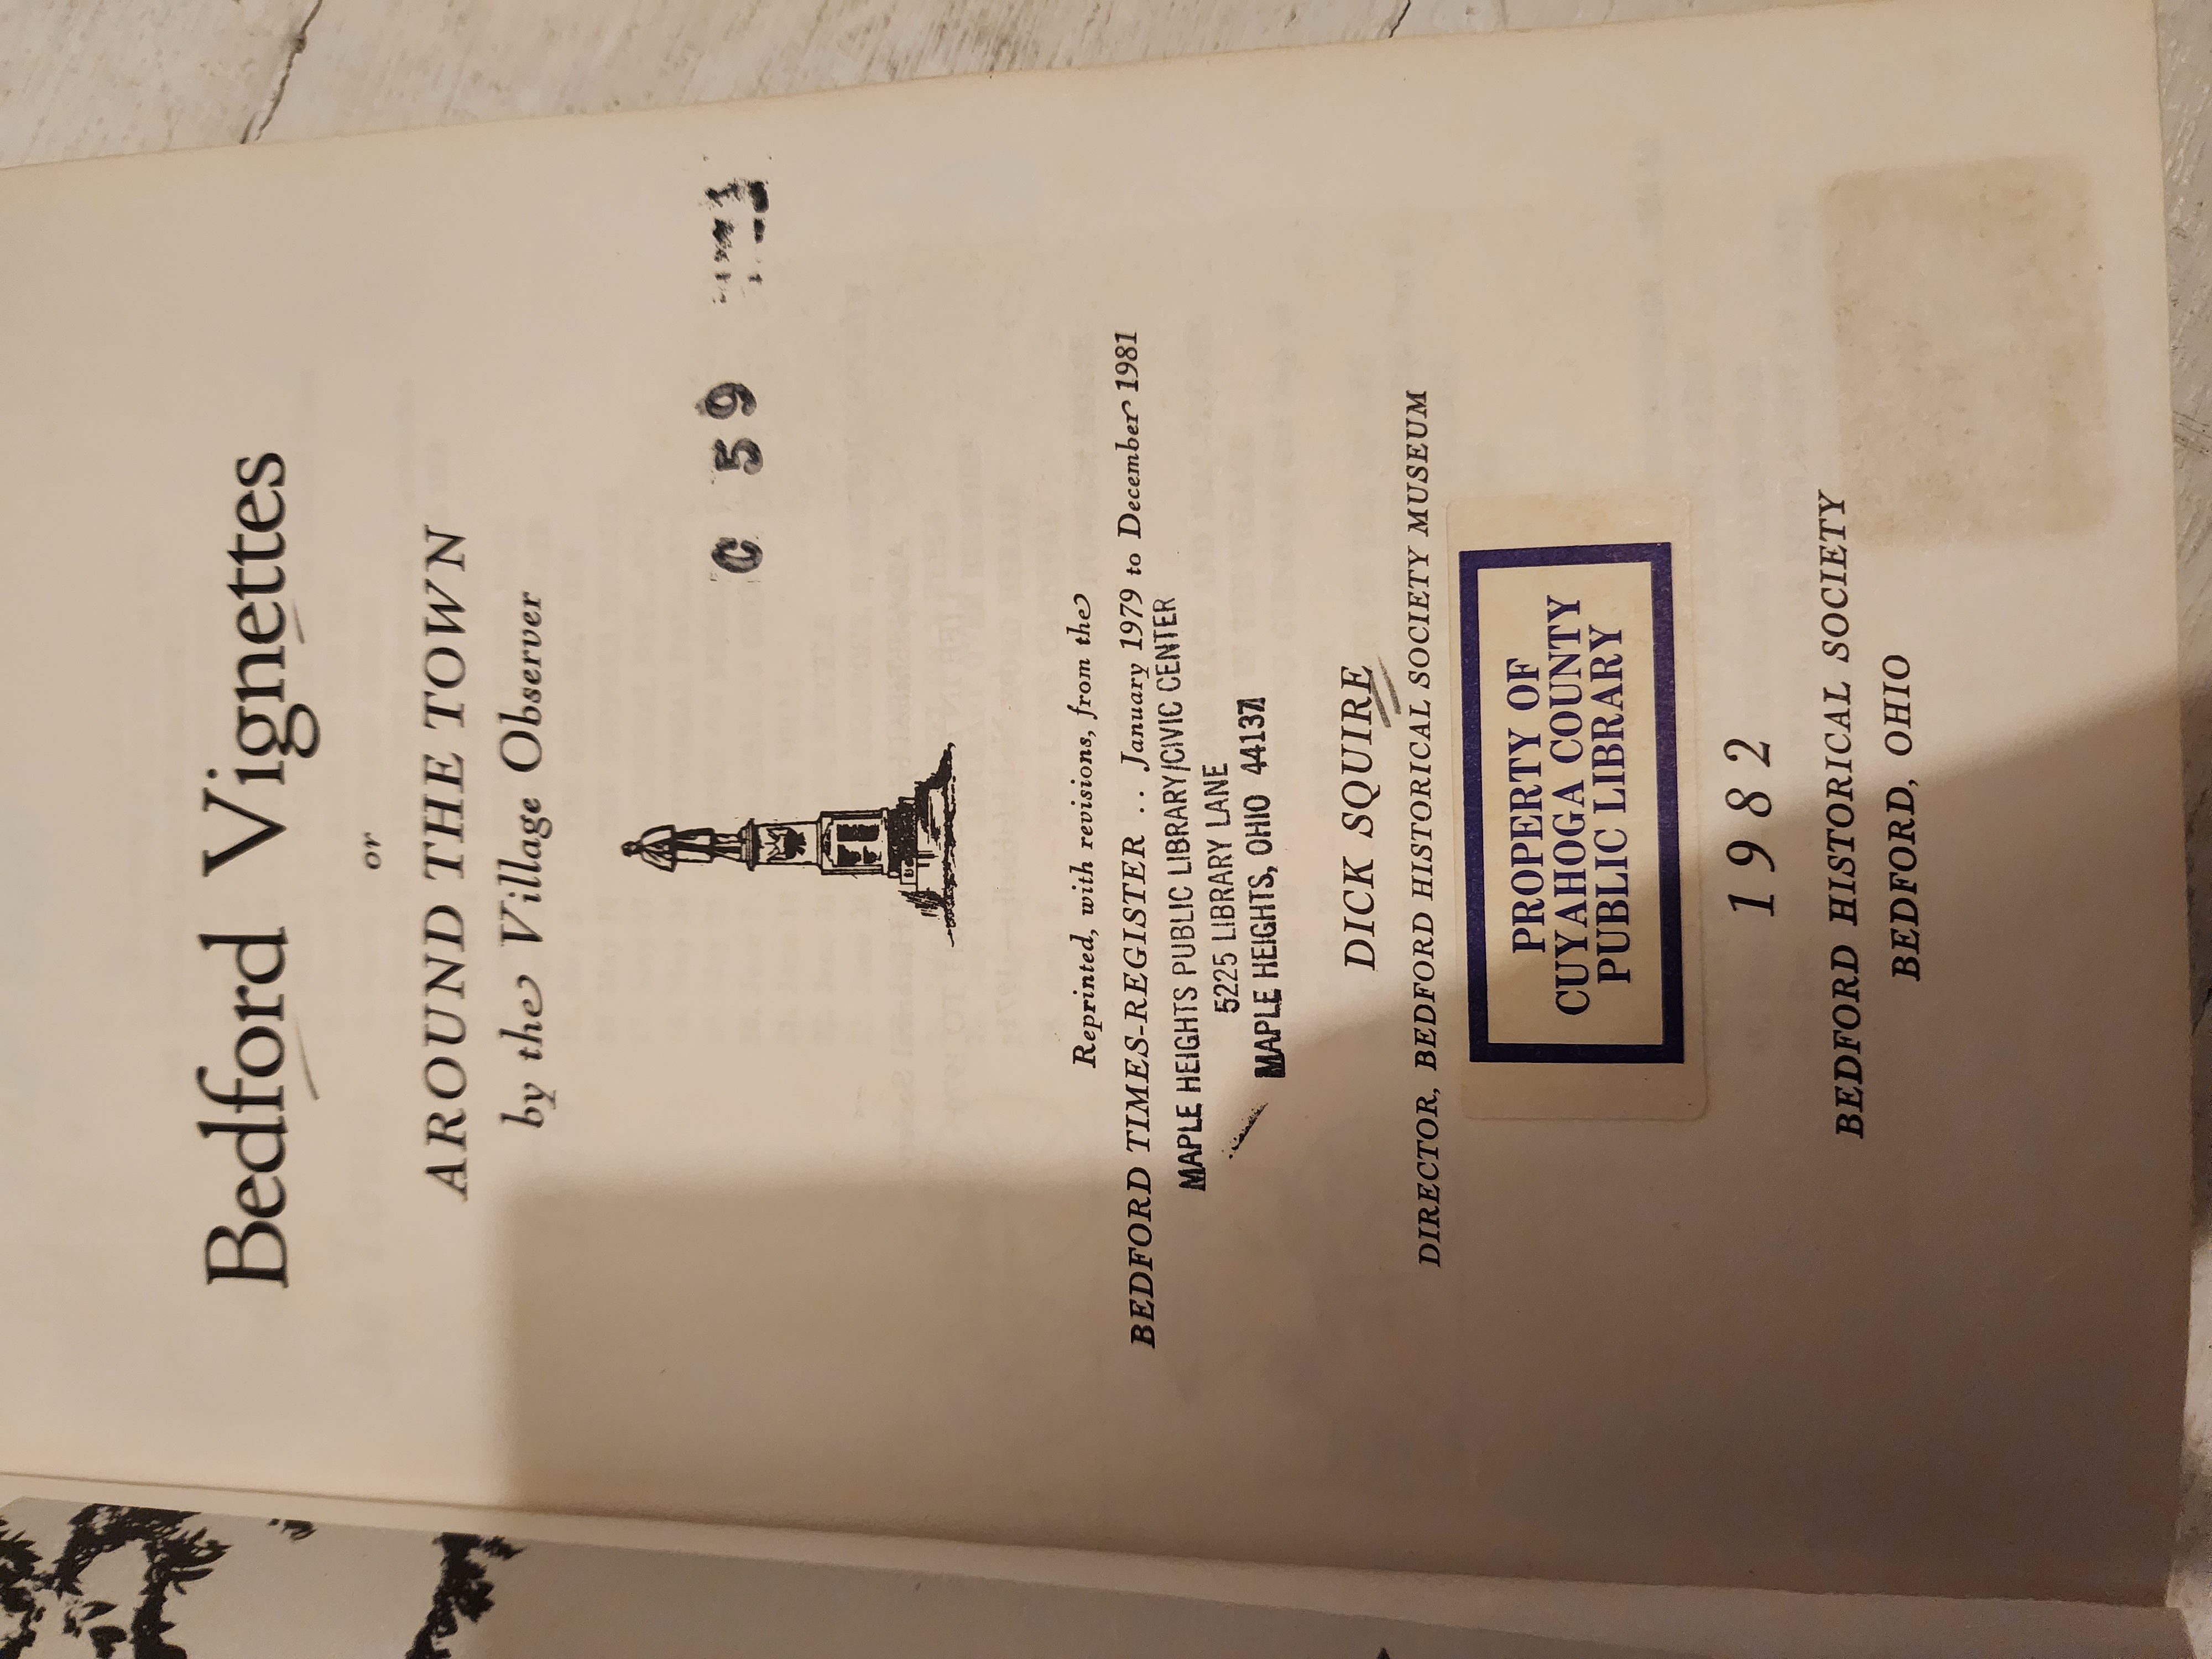 Bedford Vignettes
or
AROUND THE TOWN
by the Village Observer
C 59
Reprinted, with revisions, from the
BEDFORD TIMES-REGISTER .. January 1979 to December 1981
MAPLE HEIGHTS PUBLIC LIBRARY/CIVIC CENTER
5225 LIBRARY LANE
MAPLE HEIGHTS, OHIO 44137
DICK SQUIRE
DIRECTOR, BEDFORD HISTORICAL SOCIETY MUSEUM
PROPERTY OF
CUYAHOGA COUNTY
PUBLIC LIBRARY
1982
BEDFORD HISTORICAL SOCIETY
BEDFORD, OHIO